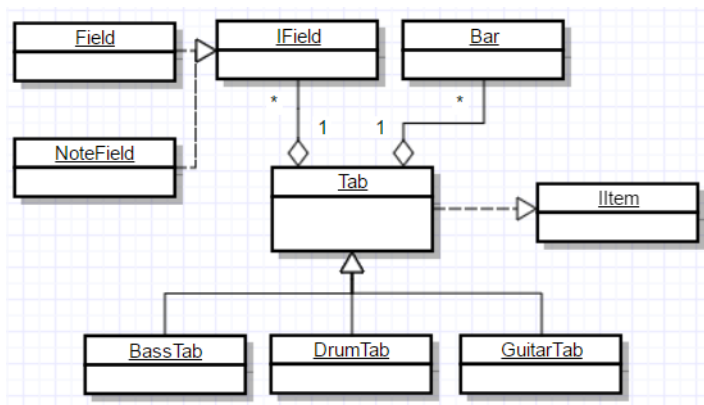 Field
IField
Bar
NoteField
*
*
1
1
Tab
IItem
BassTab
DrumTab
GuitarTab